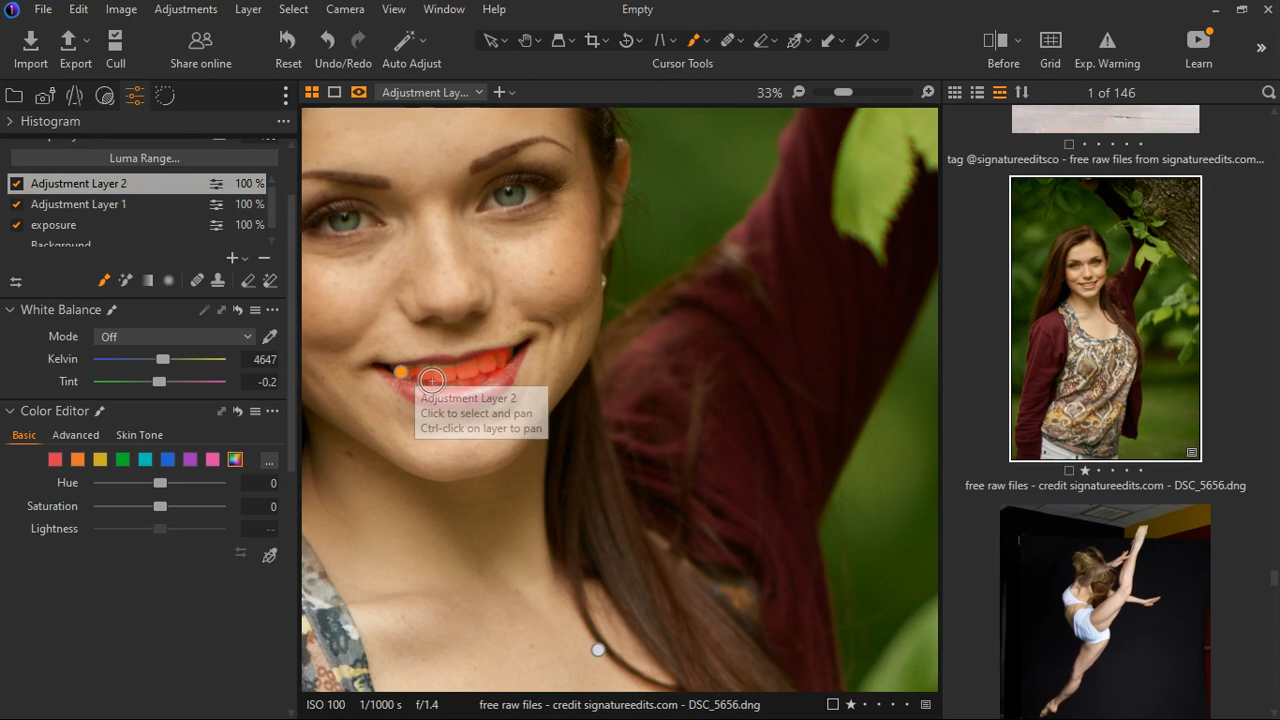 File Edit Image Adjustments Layer Select Camera View Window Help Empty
Import Export Cull Share online Reset Undo/Redo Auto Adjust Cursor Tools Before Grid Exp. Warning Learn
Histogram
Luma Range...
Adjustment Layer 2 100 %
Adjustment Layer 1 100 %
exposure 100 %
Background
White Balance
Mode Off
Kelvin 4647
Tint -0.2
Color Editor
Basic Advanced Skin Tone
Hue 0
Saturation 0
Lightness --
Adjustment Lay... 33%
Adjustment Layer 2
Click to select and pan
Ctrl-click on layer to pan
ISO 100 1/1000 s f/1.4 free raw files - credit signatureedits.com - DSC_5656.dng
1 of 146
tag @signatureeditsco - free raw files from signatureedits.com...
free raw files - credit signatureedits.com - DSC_5656.dng